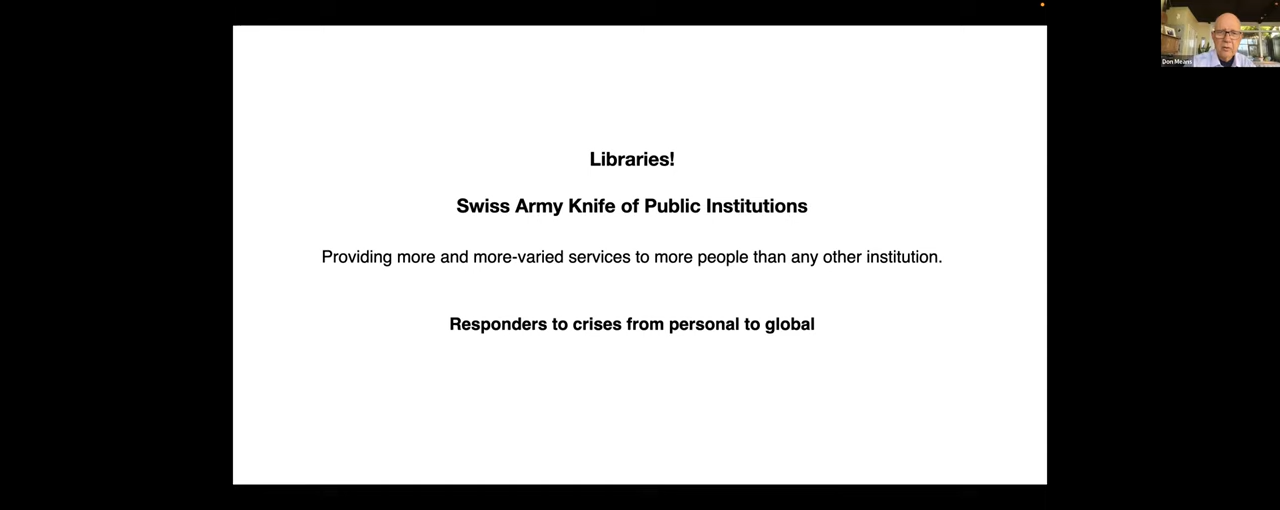 Libraries!
Swiss Army Knife of Public Institutions
Providing more and more-varied services to more people than any other institution.
Responders to crises from personal to global
Don Means